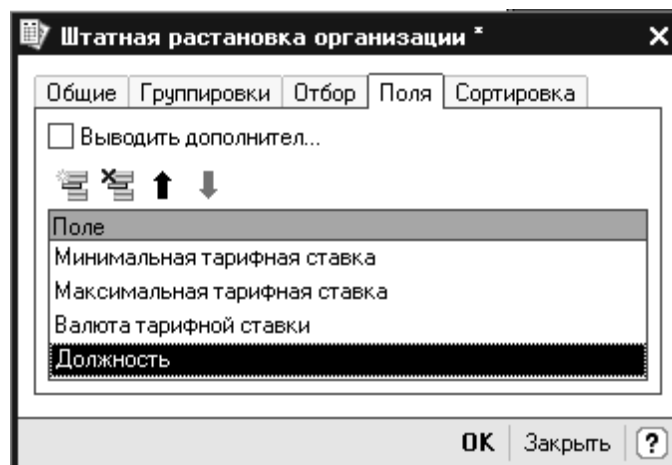 Штатная растановка организации *
Общие Группировки Отбор Поля Сортировка
Выводить дополнител...
Поле
Минимальная тарифная ставка
Максимальная тарифная ставка
Валюта тарифной ставки
Должность
OK Закрыть ?